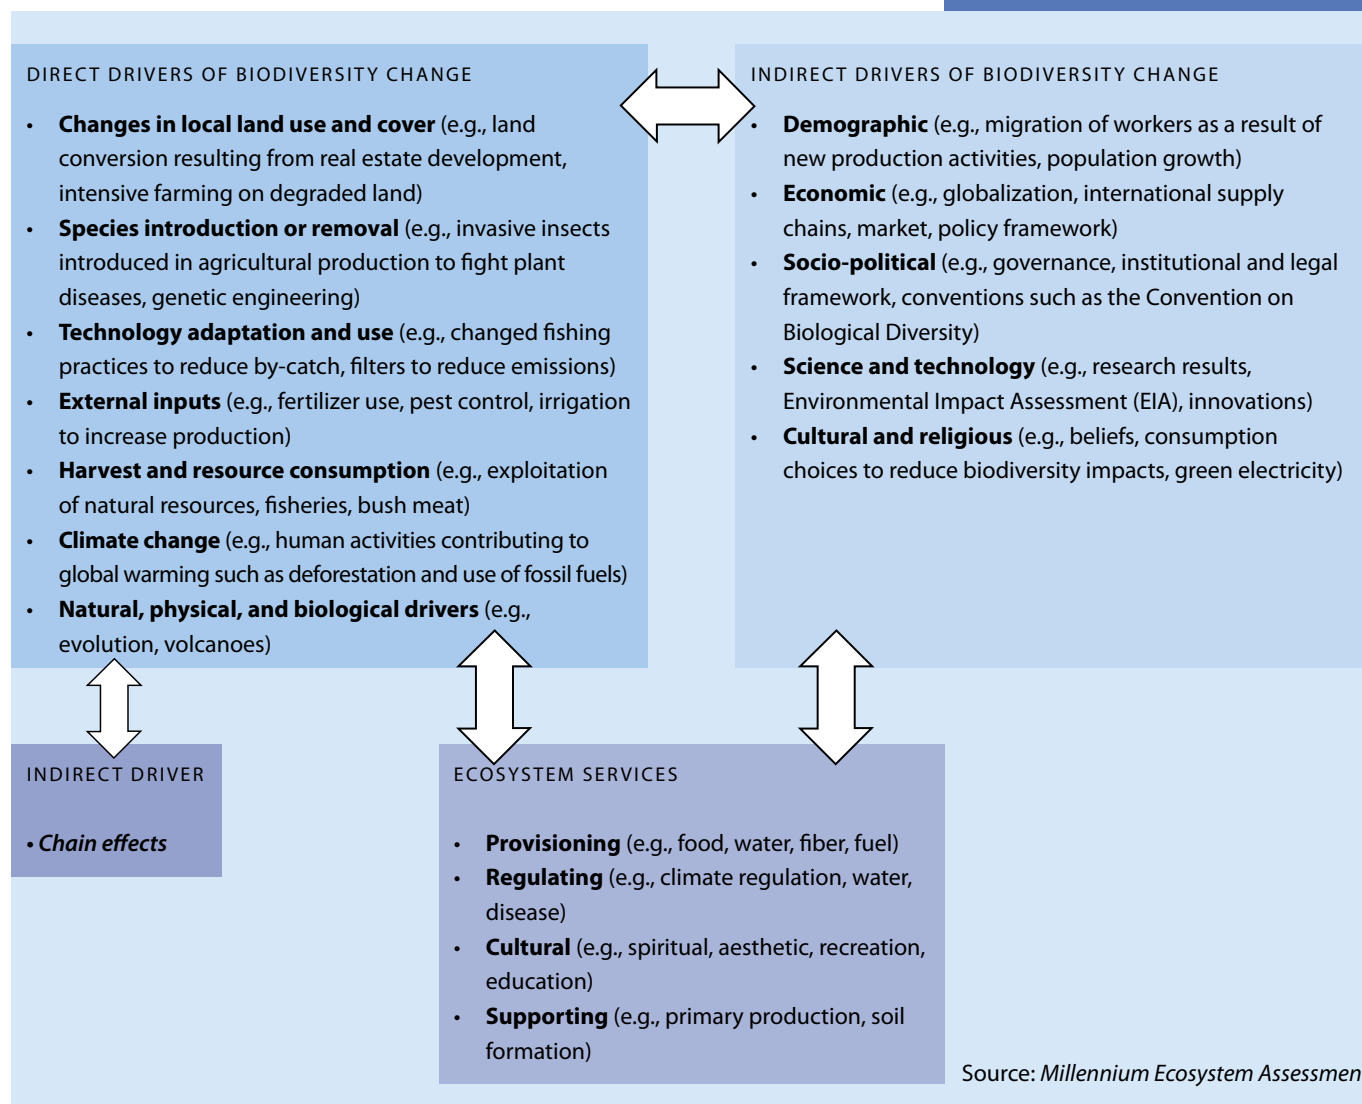 DIRECT DRIVERS OF BIODIVERSITY CHANGE
• Changes in local land use and cover (e.g., land
conversion resulting from real estate development,
intensive farming on degraded land)
• Species introduction or removal (e.g., invasive insects
introduced in agricultural production to fight plant
diseases, genetic engineering)
• Technology adaptation and use (e.g., changed fishing
practices to reduce by-catch, filters to reduce emissions)
• External inputs (e.g., fertilizer use, pest control, irrigation
to increase production)
• Harvest and resource consumption (e.g., exploitation
of natural resources, fisheries, bush meat)
• Climate change (e.g., human activities contributing to
global warming such as deforestation and use of fossil fuels)
• Natural, physical, and biological drivers (e.g.,
evolution, volcanoes)
INDIRECT DRIVERS OF BIODIVERSITY CHANGE
• Demographic (e.g., migration of workers as a result of
new production activities, population growth)
• Economic (e.g., globalization, international supply
chains, market, policy framework)
• Socio-political (e.g., governance, institutional and legal
framework, conventions such as the Convention on
Biological Diversity)
• Science and technology (e.g., research results,
Environmental Impact Assessment (EIA), innovations)
• Cultural and religious (e.g., beliefs, consumption
choices to reduce biodiversity impacts, green electricity)
INDIRECT DRIVER
• Chain effects
ECOSYSTEM SERVICES
• Provisioning (e.g., food, water, fiber, fuel)
• Regulating (e.g., climate regulation, water,
disease)
• Cultural (e.g., spiritual, aesthetic, recreation,
education)
• Supporting (e.g., primary production, soil
formation)
Source: Millennium Ecosystem Assessmen